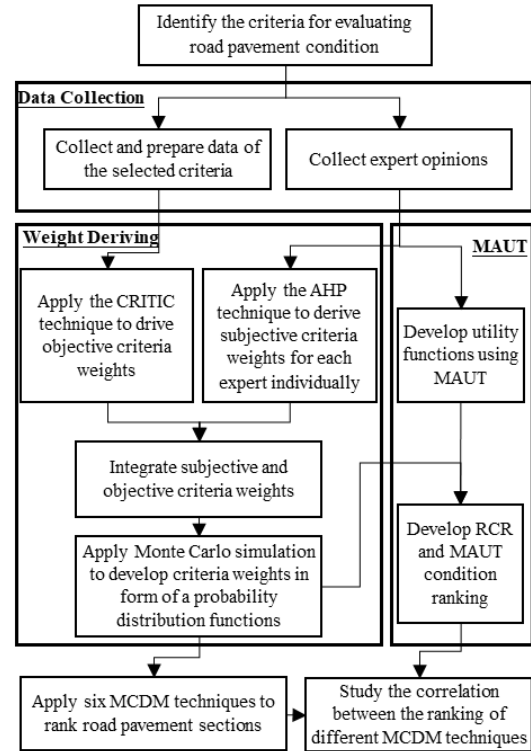 Identify the criteria for evaluating
road pavement condition
Data Collection
Collect and prepare data of
the selected criteria
Collect expert opinions
Weight Deriving
MAUT
Apply the CRITIC
technique to drive
objective criteria
weights
Apply the AHP
technique to derive
subjective criteria
weights for each
expert individually
Develop utility
functions using
MAUT
Integrate subjective and
objective criteria weights
Apply Monte Carlo simulation
to develop criteria weights in
form of a probability
distribution functions
Develop RCR
and MAUT
condition
ranking
Apply six MCDM techniques to
rank road pavement sections
Study the correlation
between the ranking of
different MCDM techniques